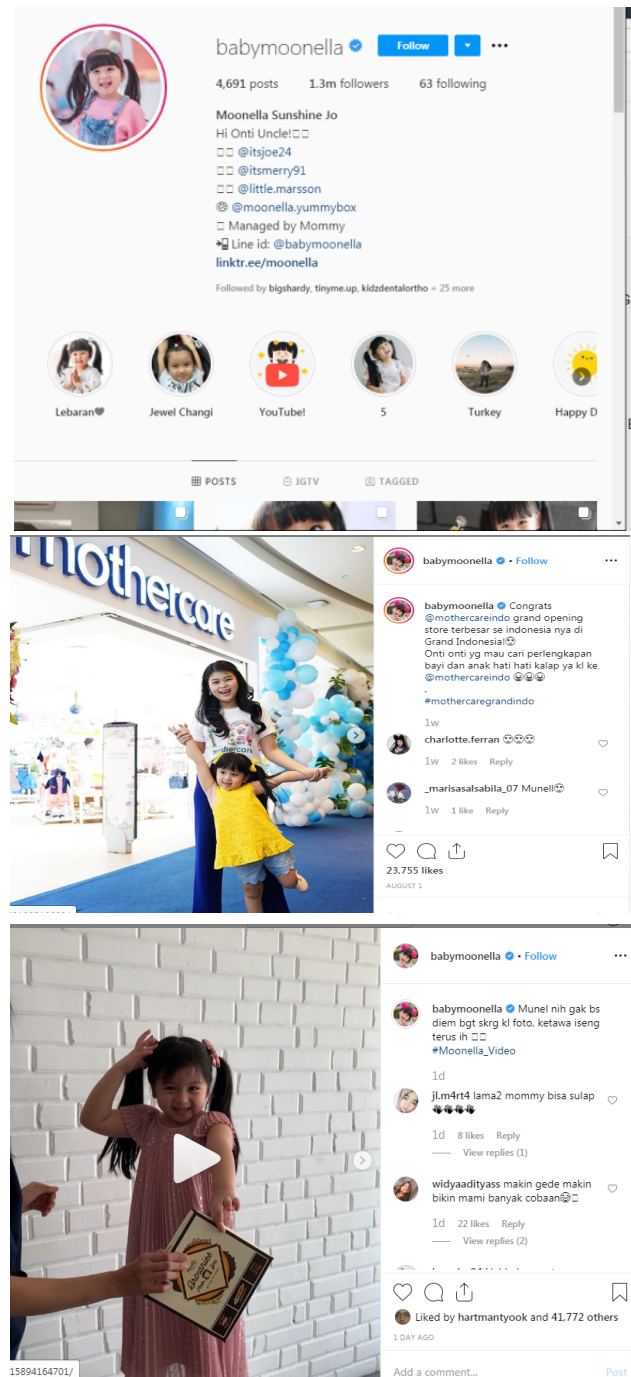 babymoonella Follow
4,691 posts 1.3m followers 63 following
Moonella Sunshine Jo
Hi Onti Uncle!
@itsjoe24
@itsmerry91
@little.marsson
@moonella.yummybox
Managed by Mommy
Line id: @babymoonella
linktr.ee/moonella
Followed by bigshardy, tinyme.up, kidzdentalortho + 25 more
Lebaran🖤 Jewel Changi YouTube! 5 Turkey Happy D
POSTS IGTV TAGGED
mothercare
mothercare
babymoonella • Follow
babymoonella Congrats
@mothercareindo grand opening
store terbesar se indonesia nya di
Grand Indonesia!😍
Onti onti yg mau cari perlengkapan
bayi dan anak hati hati kalap ya kl ke
@mothercareindo 😆😆😆
.
#mothercaregrandindo
1w
charlotte.ferran 😍😍😍
1w 2 likes Reply
_marisasalsabila_07 Munell😍
1w 1 like Reply
23,755 likes
AUGUST 1
babymoonella • Follow
babymoonella Munel nih gak bs
diem bgt skrg kl foto, ketawa iseng
terus ih
#Moonella_Video
1d
jl.m4rt4 lama2 mommy bisa sulap
👏👏👏👏
1d 8 likes Reply
View replies (1)
widyaadityass makin gede makin
bikin mami banyak cobaan😂
1d 22 likes Reply
View replies (2)
Brownies
Liked by hartmantyook and 41,772 others
1 DAY AGO
15894164701/
Add a comment... Post